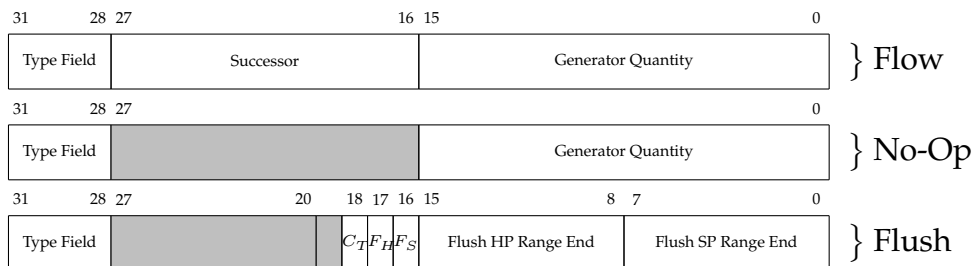 31 28 27 16 15 0
Type Field Successor Generator Quantity } Flow
31 28 27 0
Type Field Generator Quantity } No-Op
31 28 27 20 18 17 16 15 8 7 0
Type Field C_T F_H F_S Flush HP Range End Flush SP Range End } Flush